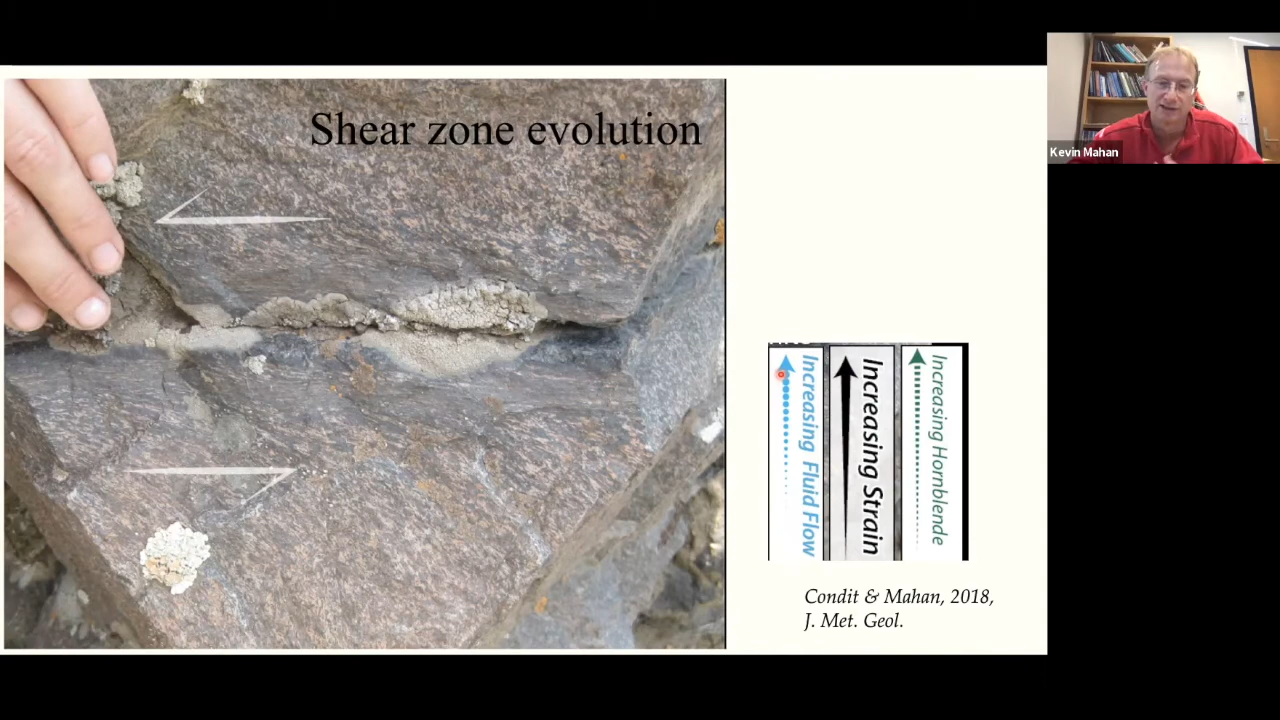 Shear zone evolution
Kevin Mahan
Increasing Fluid Flow
Increasing Strain
Increasing Hornblende
Condit & Mahan, 2018,
J. Met. Geol.